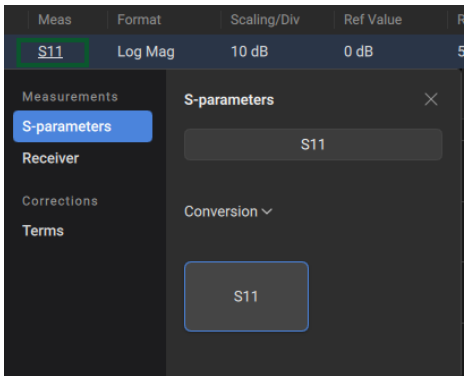 Meas Format Scaling/Div Ref Value
S11 Log Mag 10 dB 0 dB 5
Measurements
S-parameters
Receiver
Corrections
Terms
S-parameters
S11
Conversion
S11